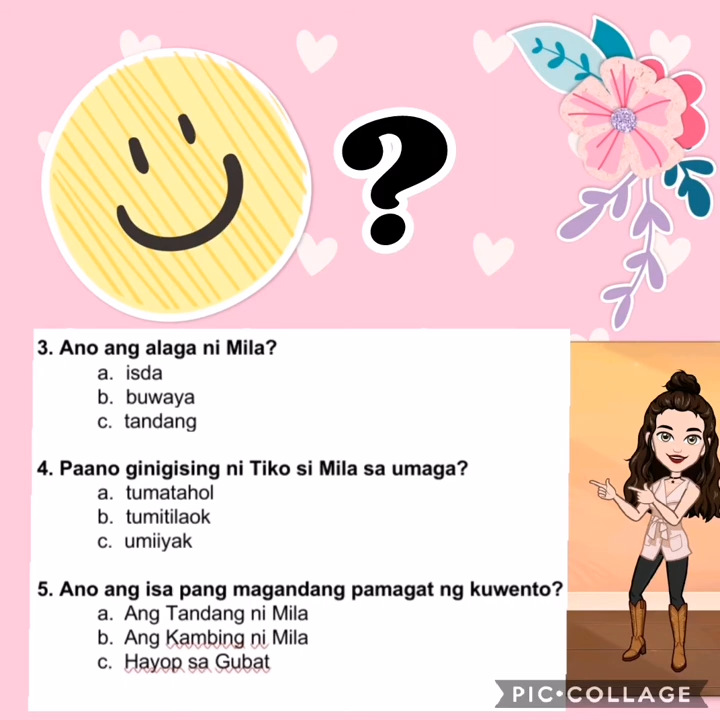 ?
3. Ano ang alaga ni Mila?
a. isda
b. buwaya
c. tandang
4. Paano ginigising ni Tiko si Mila sa umaga?
a. tumatahol
b. tumitilaok
c. umiiyak
5. Ano ang isa pang magandang pamagat ng kuwento?
a. Ang Tandang ni Mila
b. Ang Kambing ni Mila
c. Hayop sa Gubat
PIC•COLLAGE